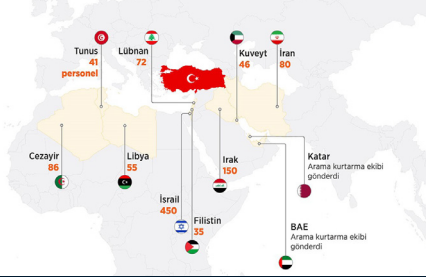 Tunus
41
personel
Lübnan
72
Kuveyt
46
İran
80
Cezayir
86
Libya
55
Irak
150
Katar
Arama kurtarma ekibi
gönderdi
İsrail
450
Filistin
35
BAE
Arama kurtarma ekibi
gönderdi